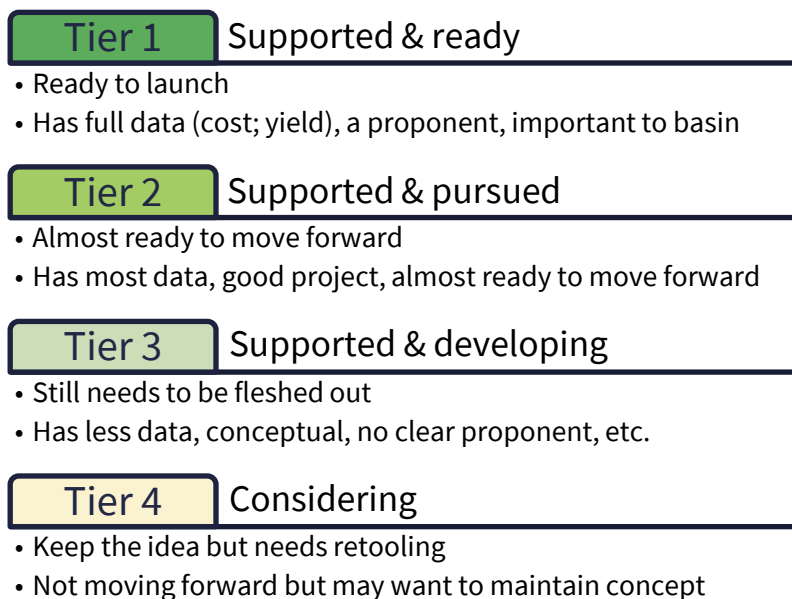 Tier 1 Supported & ready
• Ready to launch
• Has full data (cost; yield), a proponent, important to basin
Tier 2 Supported & pursued
• Almost ready to move forward
• Has most data, good project, almost ready to move forward
Tier 3 Supported & developing
• Still needs to be fleshed out
• Has less data, conceptual, no clear proponent, etc.
Tier 4 Considering
• Keep the idea but needs retooling
• Not moving forward but may want to maintain concept